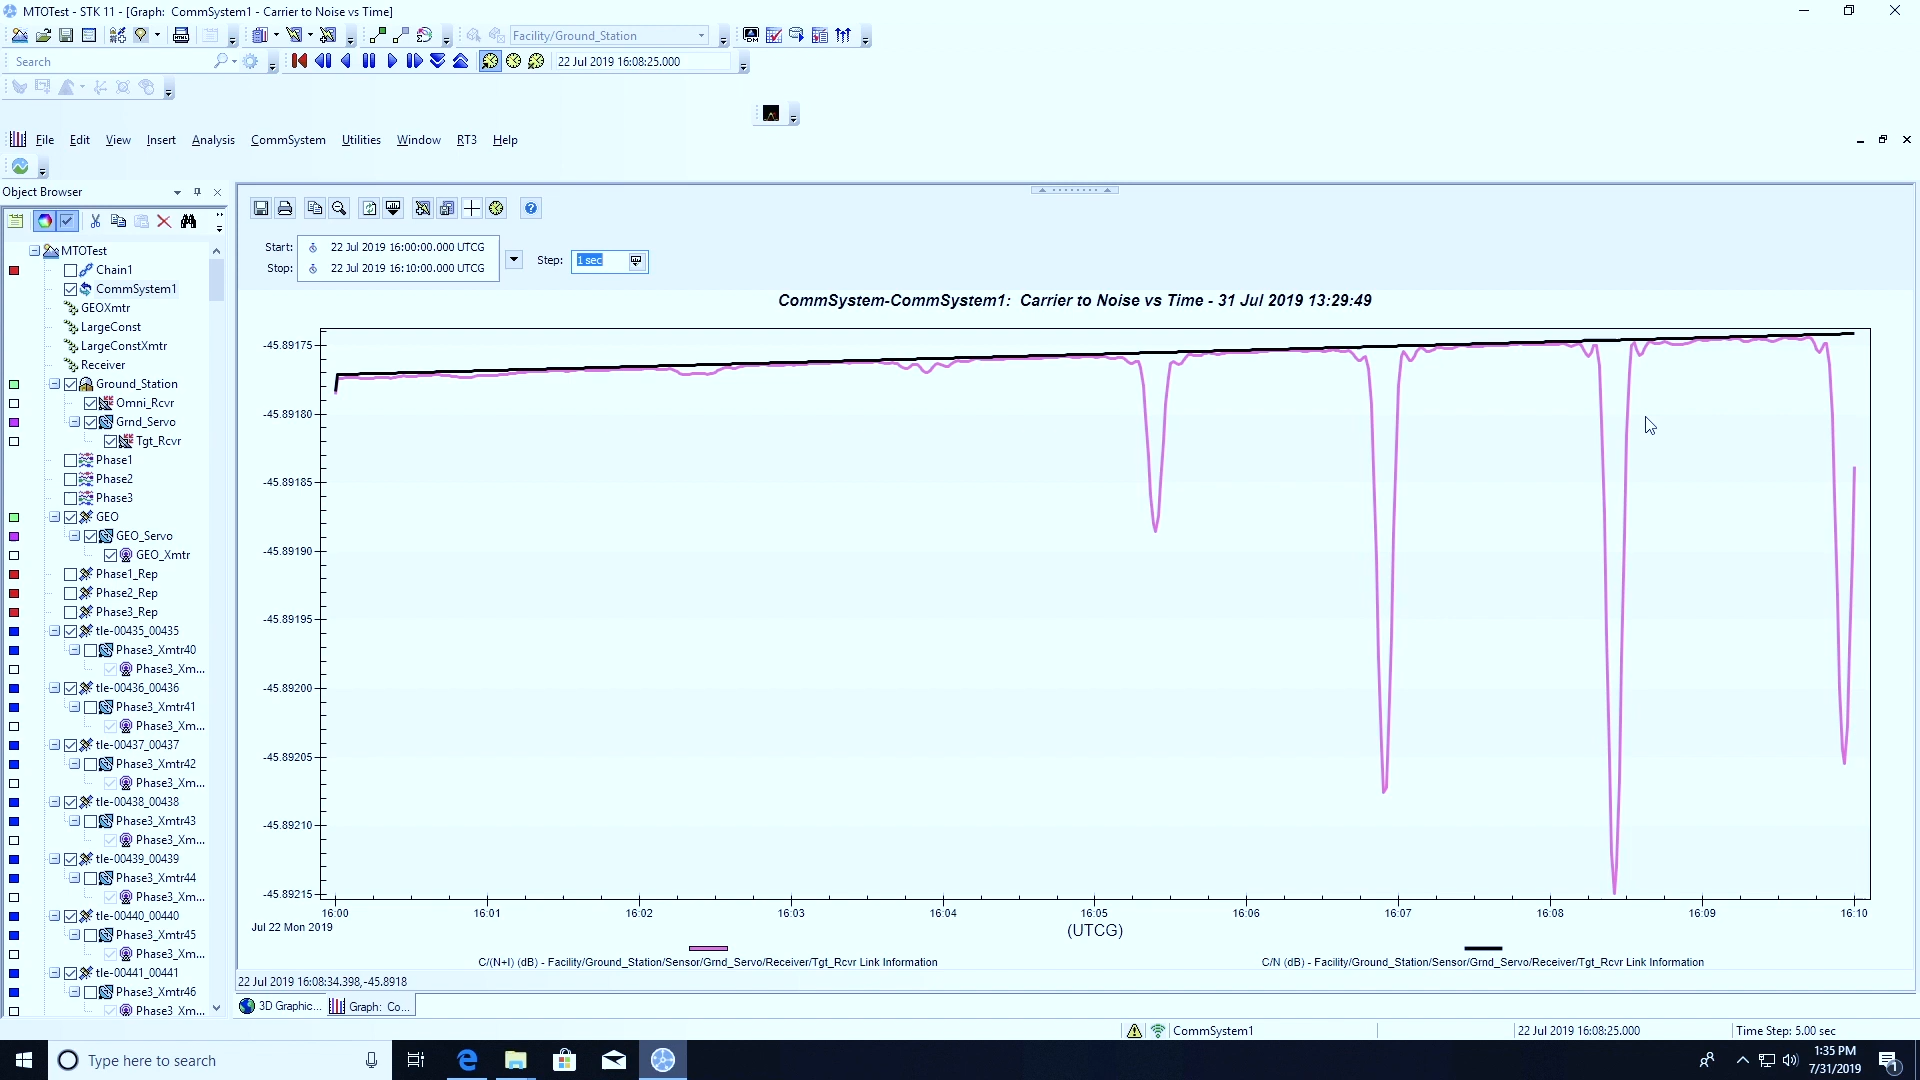 MTOTest - STK 11 - [Graph:  CommSystem1 - Carrier to Noise vs Time]
Facility/Ground_Station
Search
22 Jul 2019 16:08:25.000
File Edit View Insert Analysis CommSystem Utilities Window RT3 Help
Object Browser
MTOTest
Chain1
CommSystem1
GEOXmtr
LargeConst
LargeConstXmtr
Receiver
Ground_Station
Omni_Rcvr
Grnd_Servo
Tgt_Rcvr
Phase1
Phase2
Phase3
GEO
GEO_Servo
GEO_Xmtr
Phase1_Rep
Phase2_Rep
Phase3_Rep
tle-00435_00435
Phase3_Xmtr40
Phase3_Xm...
tle-00436_00436
Phase3_Xmtr41
Phase3_Xm...
tle-00437_00437
Phase3_Xmtr42
Phase3_Xm...
tle-00438_00438
Phase3_Xmtr43
Phase3_Xm...
tle-00439_00439
Phase3_Xmtr44
Phase3_Xm...
tle-00440_00440
Phase3_Xmtr45
Phase3_Xm...
tle-00441_00441
Phase3_Xmtr46
Phase3 Xm...
Start: 22 Jul 2019 16:00:00.000 UTCG
Stop: 22 Jul 2019 16:10:00.000 UTCG
Step: 1 sec
CommSystem-CommSystem1:  Carrier to Noise vs Time - 31 Jul 2019 13:29:49
-45.89175
-45.89180
-45.89185
-45.89190
-45.89195
-45.89200
-45.89205
-45.89210
-45.89215
16:00 16:01 16:02 16:03 16:04 16:05 16:06 16:07 16:08 16:09 16:10
Jul 22 Mon 2019
(UTCG)
C/(N+I) (dB) - Facility/Ground_Station/Sensor/Grnd_Servo/Receiver/Tgt_Rcvr Link Information
C/N (dB) - Facility/Ground_Station/Sensor/Grnd_Servo/Receiver/Tgt_Rcvr Link Information
22 Jul 2019 16:08:34.398,-45.8918
3D Graphic... Graph:  Co...
CommSystem1 22 Jul 2019 16:08:25.000 Time Step: 5.00 sec
Type here to search
1:35 PM
7/31/2019
1